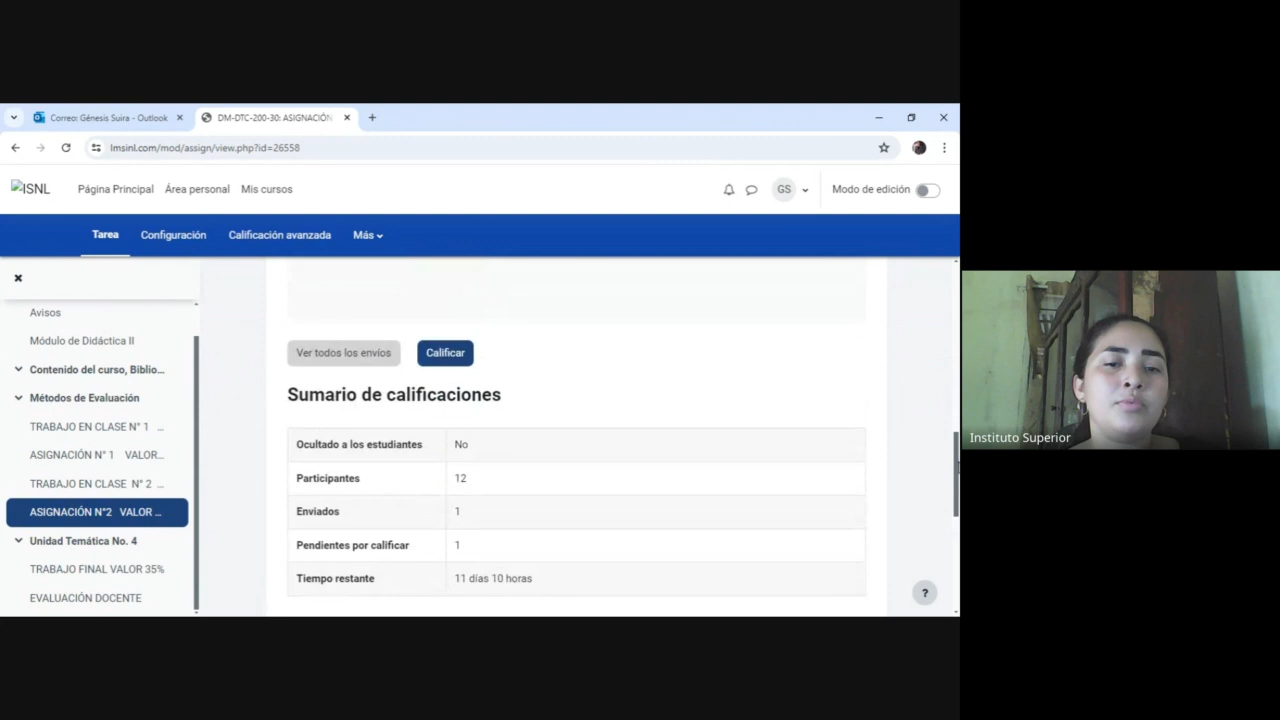 Correo: Génesis Suira - Outlook
DM-DTC-200-30: ASIGNACIÓN
lmsinl.com/mod/assign/view.php?id=26558
ISNL
Página Principal
Área personal
Mis cursos
GS
Modo de edición
Tarea
Configuración
Calificación avanzada
Más
Avisos
Módulo de Didáctica II
Contenido del curso, Biblio...
Métodos de Evaluación
TRABAJO EN CLASE N° 1 ...
ASIGNACIÓN N° 1 VALOR...
TRABAJO EN CLASE N° 2 ...
ASIGNACIÓN N°2 VALOR ...
Unidad Temática No. 4
TRABAJO FINAL VALOR 35%
EVALUACIÓN DOCENTE
Ver todos los envíos
Calificar
Sumario de calificaciones
Ocultado a los estudiantes No
Participantes 12
Enviados 1
Pendientes por calificar 1
Tiempo restante 11 días 10 horas
?
Instituto Superior